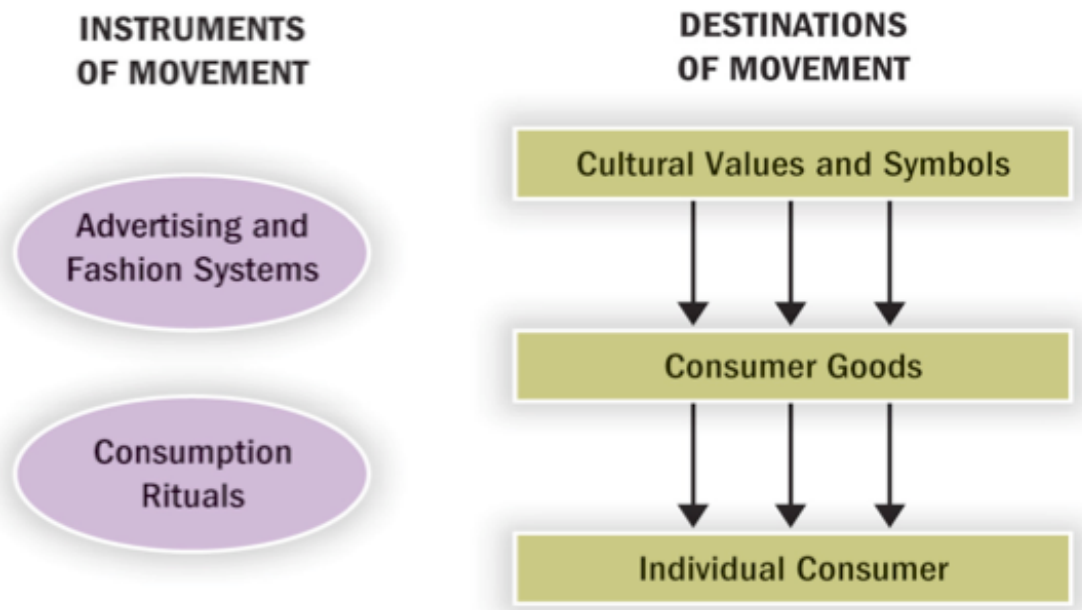 INSTRUMENTS
OF MOVEMENT
Advertising and
Fashion Systems
Consumption
Rituals
DESTINATIONS
OF MOVEMENT
Cultural Values and Symbols
Consumer Goods
Individual Consumer